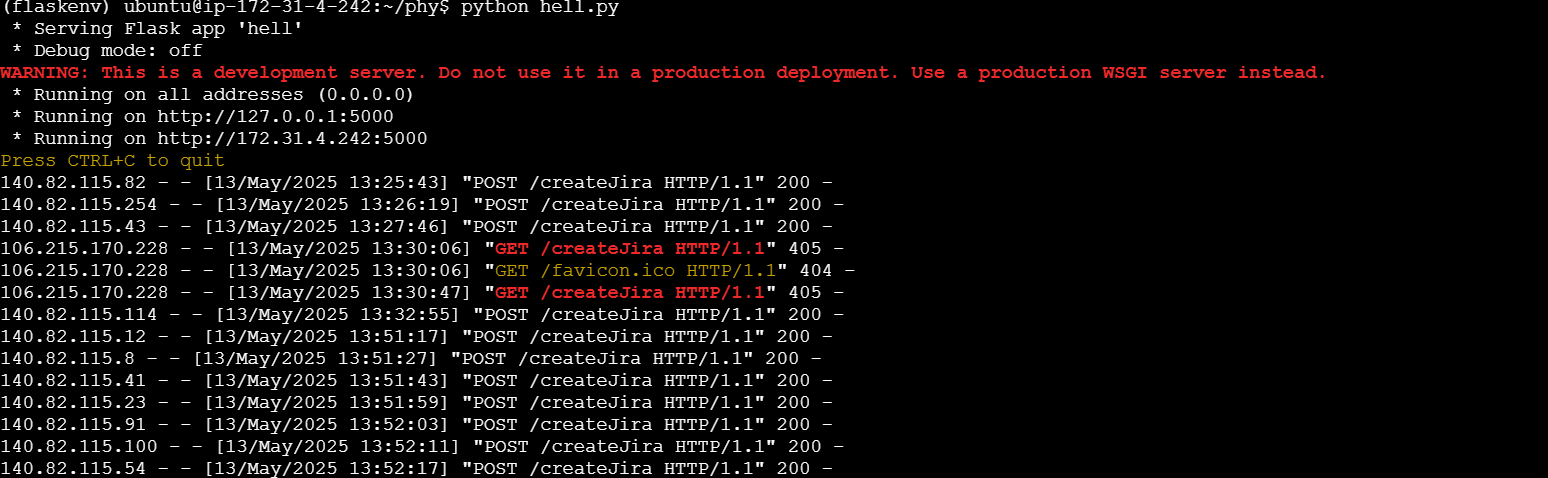 (flaskenv) ubuntu@ip-172-31-4-242:~/phy$ python hell.py
 * Serving Flask app 'hell'
 * Debug mode: off
WARNING: This is a development server. Do not use it in a production deployment. Use a production WSGI server instead.
 * Running on all addresses (0.0.0.0)
 * Running on http://127.0.0.1:5000
 * Running on http://172.31.4.242:5000
Press CTRL+C to quit
140.82.115.82 - - [13/May/2025 13:25:43] "POST /createJira HTTP/1.1" 200 -
140.82.115.254 - - [13/May/2025 13:26:19] "POST /createJira HTTP/1.1" 200 -
140.82.115.43 - - [13/May/2025 13:27:46] "POST /createJira HTTP/1.1" 200 -
106.215.170.228 - - [13/May/2025 13:30:06] "GET /createJira HTTP/1.1" 405 -
106.215.170.228 - - [13/May/2025 13:30:06] "GET /favicon.ico HTTP/1.1" 404 -
106.215.170.228 - - [13/May/2025 13:30:47] "GET /createJira HTTP/1.1" 405 -
140.82.115.114 - - [13/May/2025 13:32:55] "POST /createJira HTTP/1.1" 200 -
140.82.115.12 - - [13/May/2025 13:51:17] "POST /createJira HTTP/1.1" 200 -
140.82.115.8 - - [13/May/2025 13:51:27] "POST /createJira HTTP/1.1" 200 -
140.82.115.41 - - [13/May/2025 13:51:43] "POST /createJira HTTP/1.1" 200 -
140.82.115.23 - - [13/May/2025 13:51:59] "POST /createJira HTTP/1.1" 200 -
140.82.115.91 - - [13/May/2025 13:52:03] "POST /createJira HTTP/1.1" 200 -
140.82.115.100 - - [13/May/2025 13:52:11] "POST /createJira HTTP/1.1" 200 -
140.82.115.54 - - [13/May/2025 13:52:17] "POST /createJira HTTP/1.1" 200 -